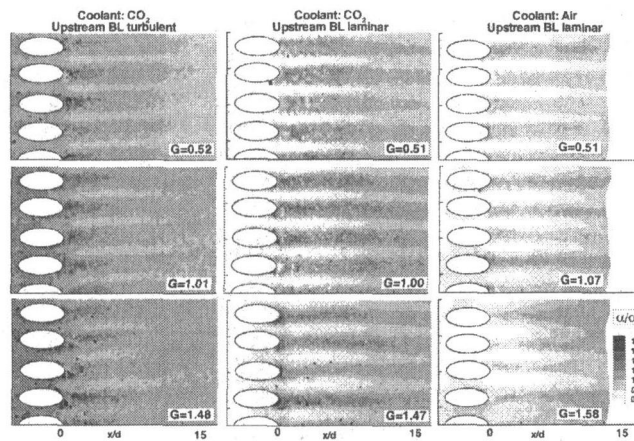 Coolant: CO₂
Upstream BL turbulent
Coolant: CO₂
Upstream BL laminar
Coolant: Air
Upstream BL laminar
G=0.52
G=0.51
G=0.51
G=1.01
G=1.00
G=1.07
α/α
G=1.48
G=1.47
G=1.58
0 x/d 15
0 x/d 15
0 x/d 15